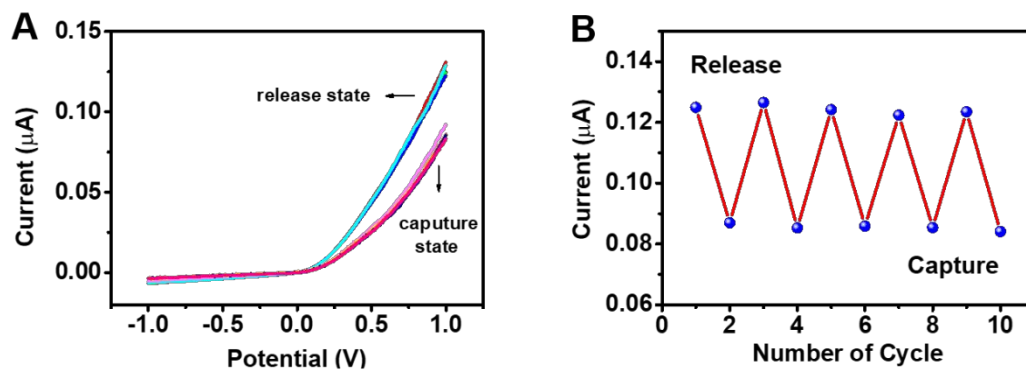 A
0.15
0.10
0.05
0.00
Current (μA)
release state
caputure
state
-1.0 -0.5 0.0 0.5 1.0
Potential (V)
B
0.14
0.12
0.10
0.08
0.06
Current (μA)
Release
Capture
0 2 4 6 8 10
Number of Cycle